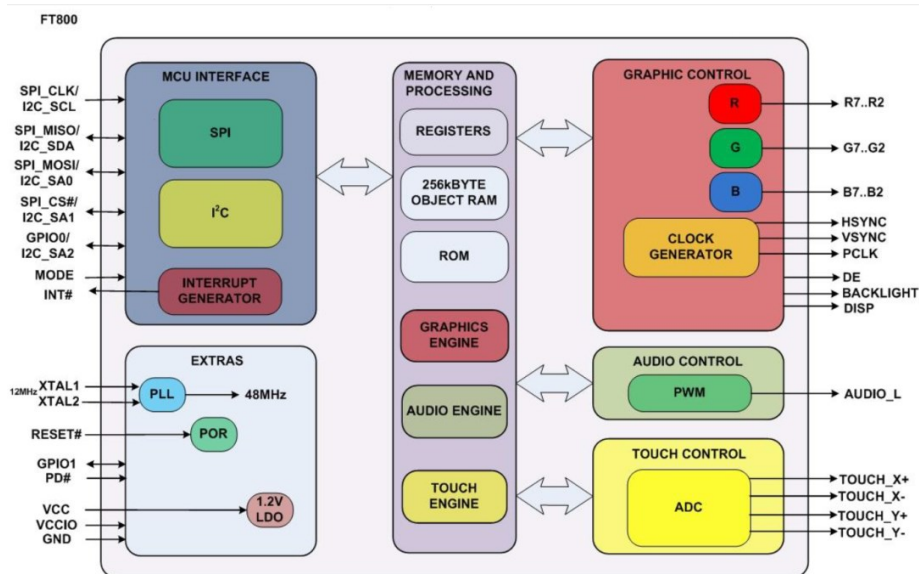 FT800
MCU INTERFACE
SPI_CLK/
I2C_SCL
SPI_MISO/
I2C_SDA
SPI_MOSI/
I2C_SA0
SPI_CS#/
I2C_SA1
GPIO0/
I2C_SA2
MODE
INT#
SPI
I²C
INTERRUPT
GENERATOR
EXTRAS
12MHz
XTAL1
XTAL2
PLL
48MHz
RESET#
POR
GPIO1
PD#
VCC
VCCIO
GND
1.2V
LDO
MEMORY AND
PROCESSING
REGISTERS
256kBYTE
OBJECT RAM
ROM
GRAPHICS
ENGINE
AUDIO ENGINE
TOUCH
ENGINE
GRAPHIC CONTROL
R
R7..R2
G
G7..G2
B
B7..B2
CLOCK
GENERATOR
HSYNC
VSYNC
PCLK
DE
BACKLIGHT
DISP
AUDIO CONTROL
PWM
AUDIO_L
TOUCH CONTROL
ADC
TOUCH_X+
TOUCH_X-
TOUCH_Y+
TOUCH_Y-